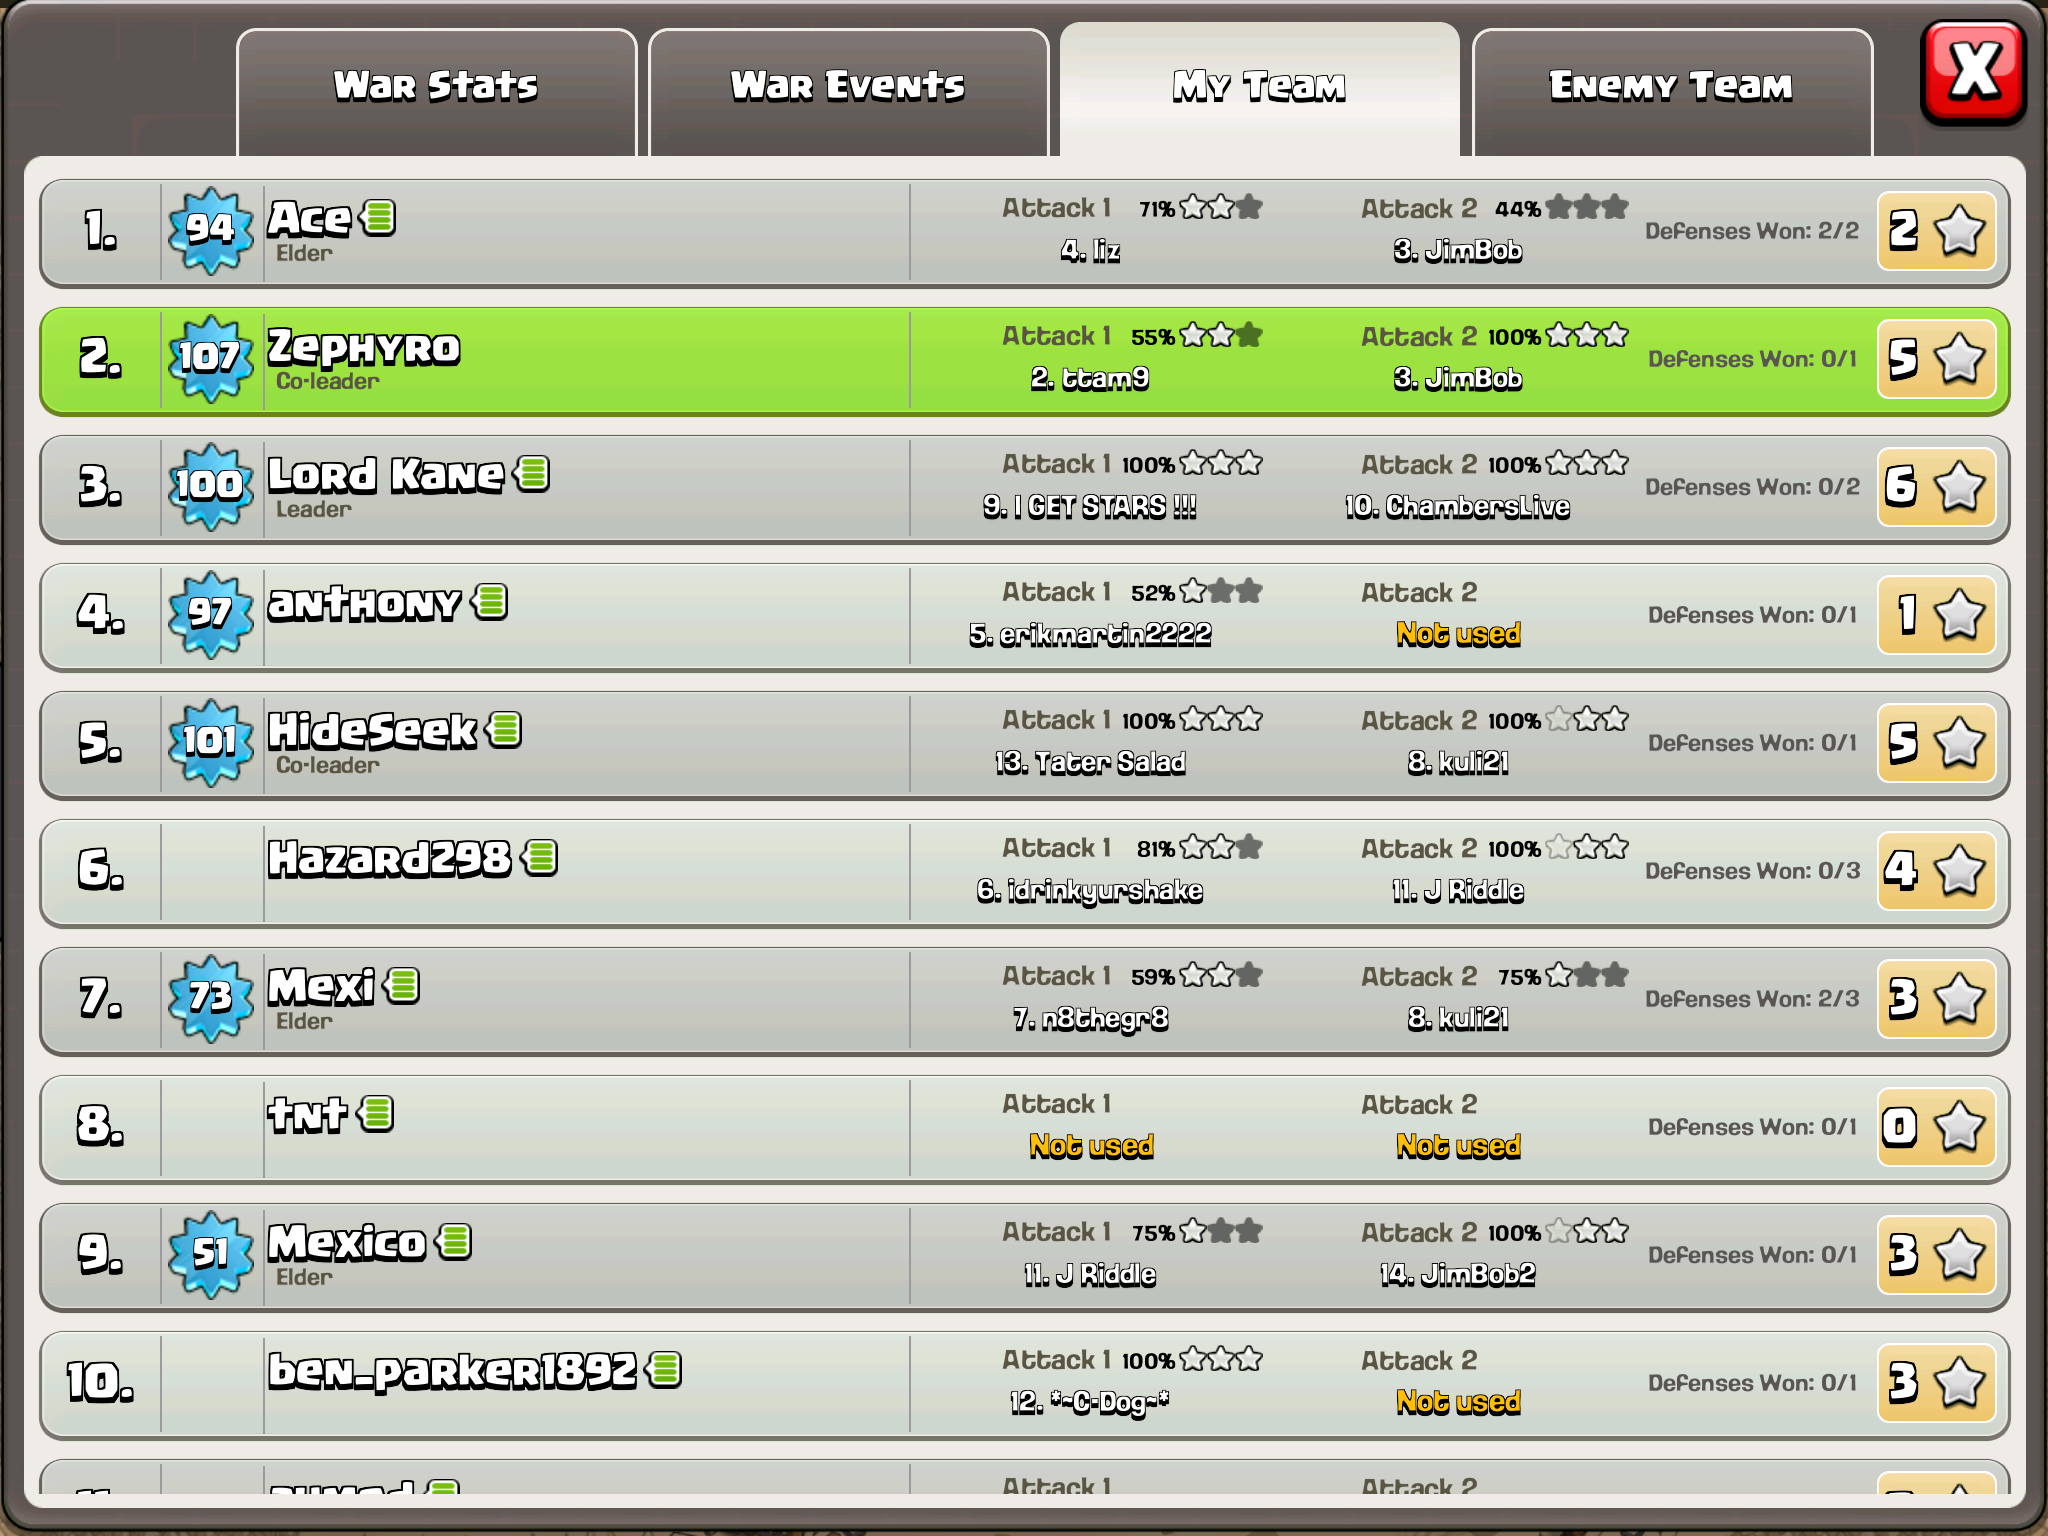 War Stats
War Events
My Team
Enemy Team
X
1.
94
Ace
Elder
Attack 1 71%
4. liz
Attack 2 44%
3. JimBob
Defenses Won: 2/2
2
2.
107
Zephyro
Co-leader
Attack 1 55%
2. ttam9
Attack 2 100%
3. JimBob
Defenses Won: 0/1
5
3.
100
Lord Kane
Leader
Attack 1 100%
9. I GET STARS !!!
Attack 2 100%
10. ChambersLive
Defenses Won: 0/2
6
4.
97
anthony
Attack 1 52%
5. erikmartin2222
Attack 2
Not used
Defenses Won: 0/1
1
5.
101
HideSeek
Co-leader
Attack 1 100%
13. Tater Salad
Attack 2 100%
8. kuli21
Defenses Won: 0/1
5
6.
Hazard298
Attack 1 81%
6. idrinkyurshake
Attack 2 100%
11. J Riddle
Defenses Won: 0/3
4
7.
73
Mexi
Elder
Attack 1 59%
7. n8thegr8
Attack 2 75%
8. kuli21
Defenses Won: 2/3
3
8.
tnt
Attack 1
Not used
Attack 2
Not used
Defenses Won: 0/1
0
9.
51
Mexico
Elder
Attack 1 75%
11. J Riddle
Attack 2 100%
14. JimBob2
Defenses Won: 0/1
3
10.
ben_parker1892
Attack 1 100%
12. *~C-Dog~*
Attack 2
Not used
Defenses Won: 0/1
3
Attack 1
Attack 2